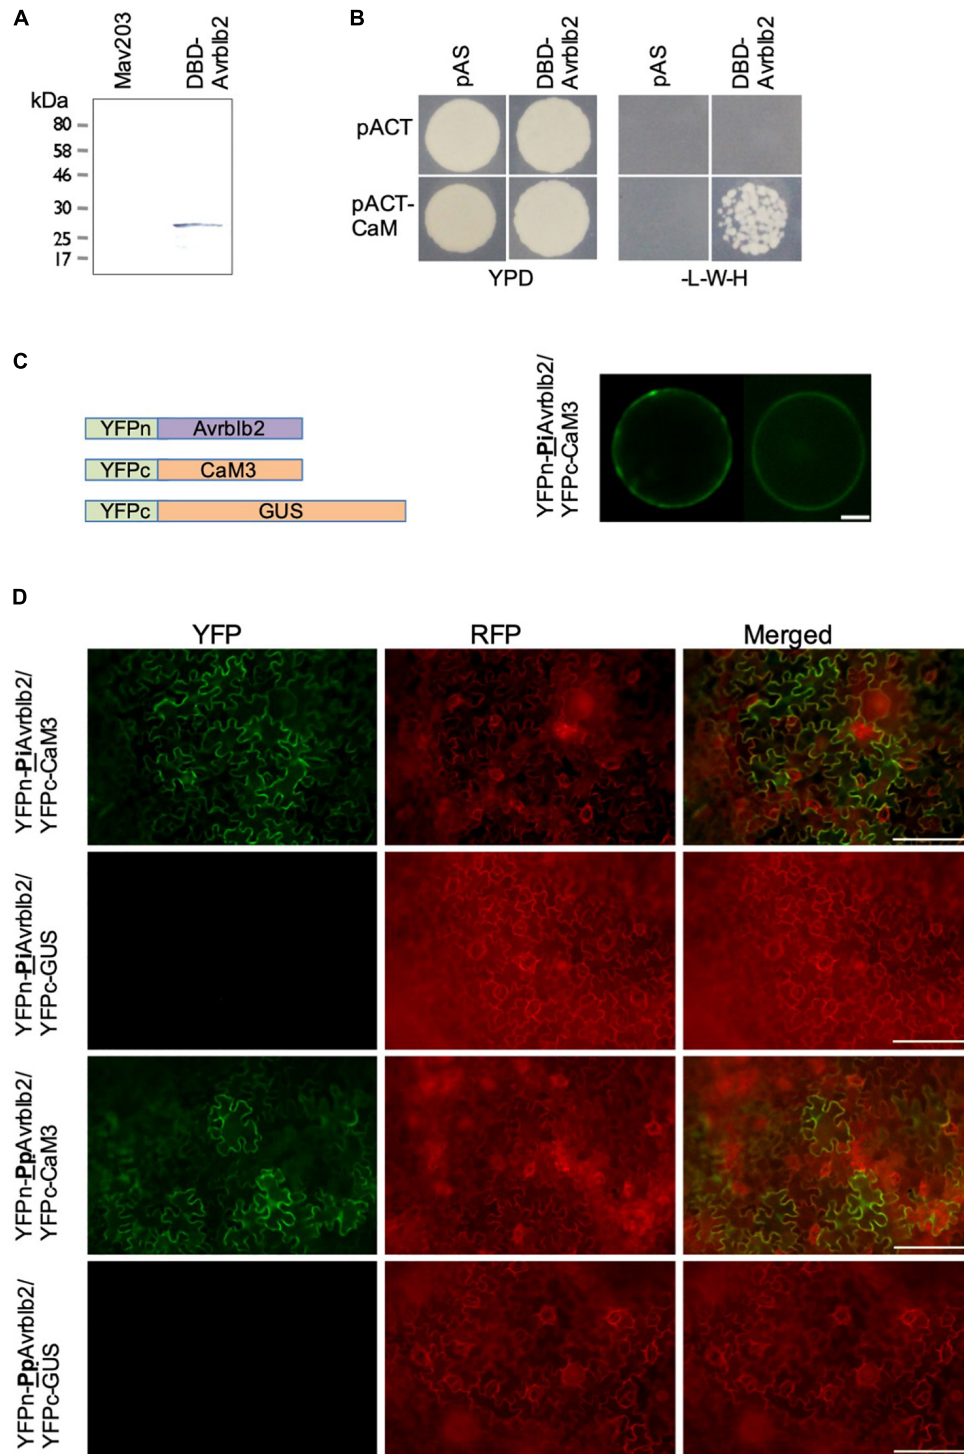 A
Mav203
DBD-
Avrblb2
kDa
80
58
46
30
25
17
B
pAS
DBD-
Avrblb2
pAS
DBD-
Avrblb2
pACT
pACT-
CaM
YPD
-L-W-H
C
YFPn Avrblb2
YFPc CaM3
YFPc GUS
YFPn-PiAvrblb2/
YFPc-CaM3
D
YFP RFP Merged
YFPn-PiAvrblb2/
YFPc-CaM3
YFPn-PiAvrblb2/
YFPc-GUS
YFPn-PpAvrblb2/
YFPc-CaM3
YFPn-PpAvrblb2/
YFPc-GUS